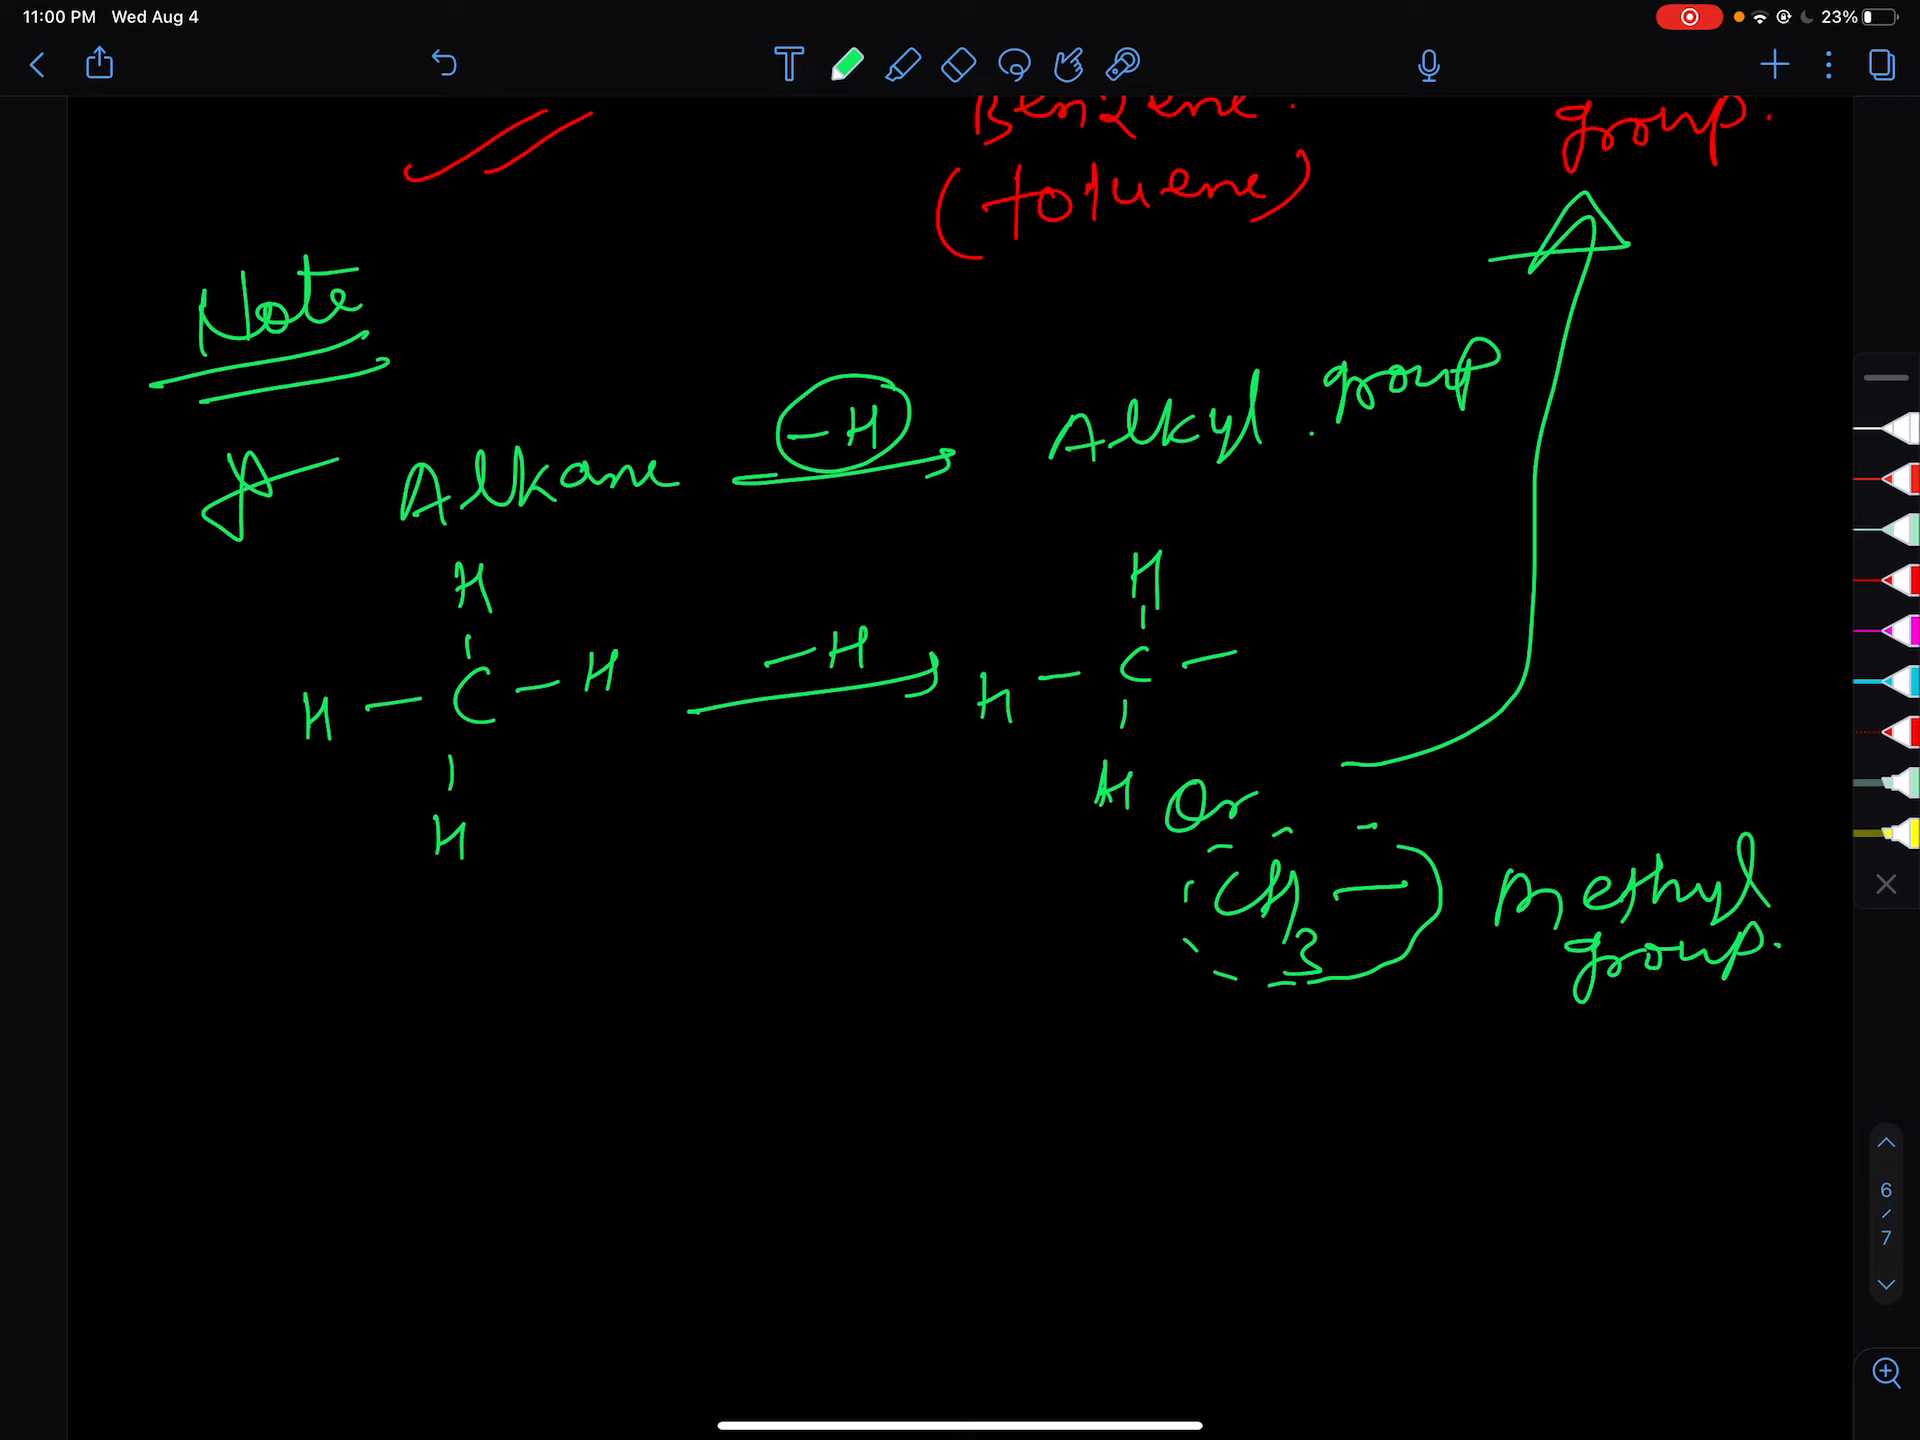 11:00 PM Wed Aug 4
23%
Benzene.
group.
(toluene)
Note
Alkane -H Alkyl. group
H H
H - C - H -H H - C -
H H
Or
CH3 - methyl
group.
6
/
7